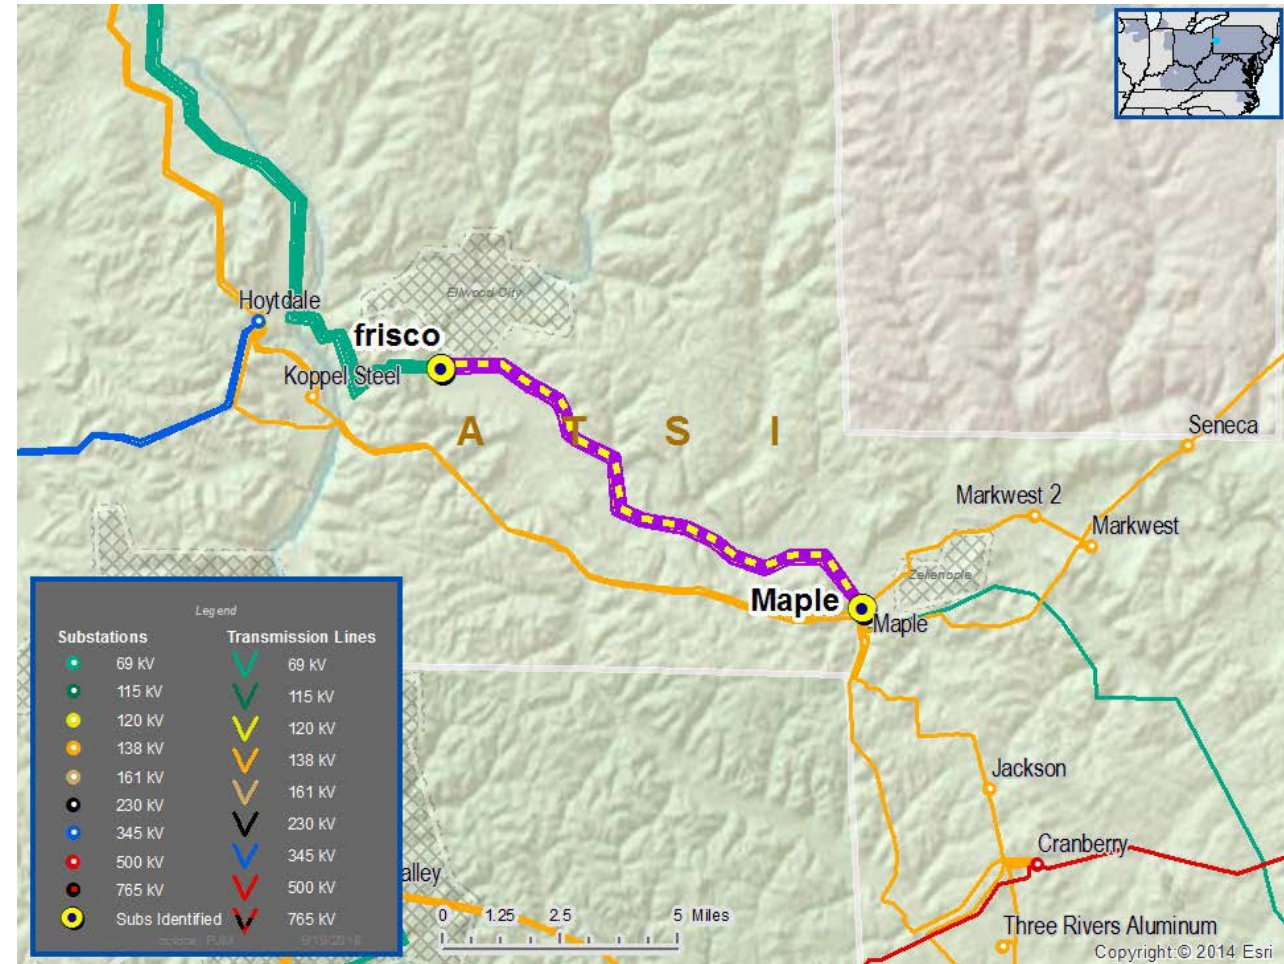 Hoytdale
Ellwood City
frisco
Koppel Steel
A T S I
Seneca
Markwest 2
Markwest
Zelienople
Maple
Maple
Jackson
Cranberry
Three Rivers Aluminum
alley
0 1.25 2.5 5 Miles
Copyright:© 2014 Esri
Legend
Substations Transmission Lines
69 kV 69 kV
115 kV 115 kV
120 kV 120 kV
138 kV 138 kV
161 kV 161 kV
230 kV 230 kV
345 kV 345 kV
500 kV 500 kV
765 kV
Subs Identified 765 kV